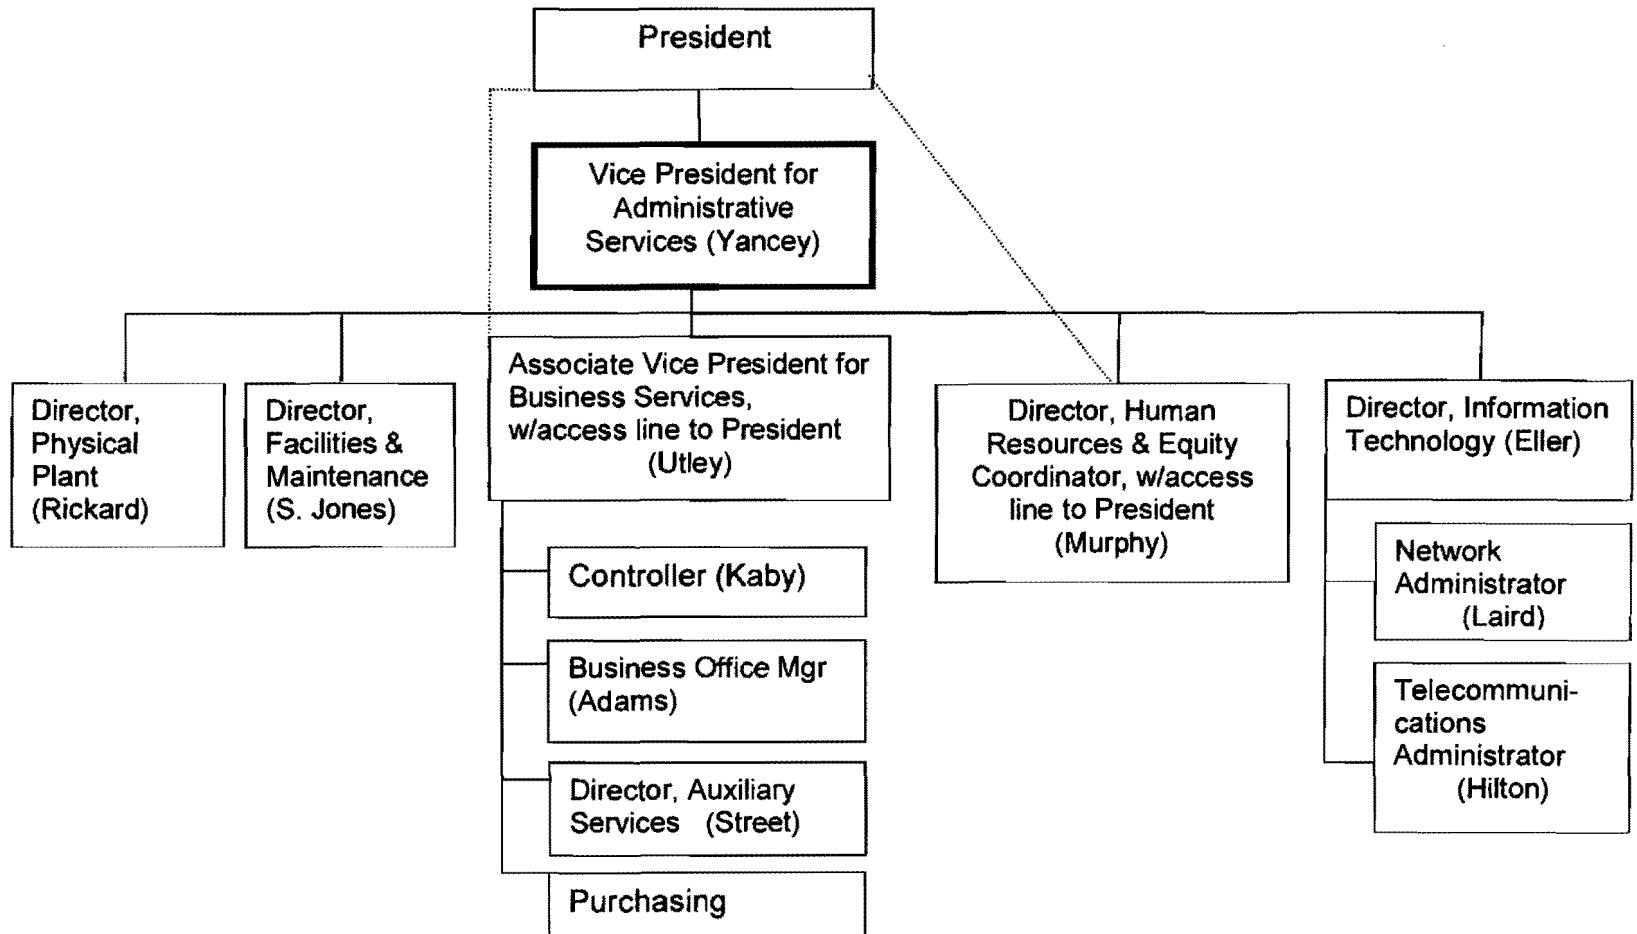 President
Vice President for
Administrative
Services (Yancey)
Director,
Physical
Plant
(Rickard)
Director,
Facilities &
Maintenance
(S. Jones)
Associate Vice President for
Business Services,
w/access line to President
(Utley)
Controller (Kaby)
Business Office Mgr
(Adams)
Director, Auxiliary
Services (Street)
Purchasing
Director, Human
Resources & Equity
Coordinator, w/access
line to President
(Murphy)
Director, Information
Technology (Eller)
Network
Administrator
(Laird)
Telecommuni-
cations
Administrator
(Hilton)